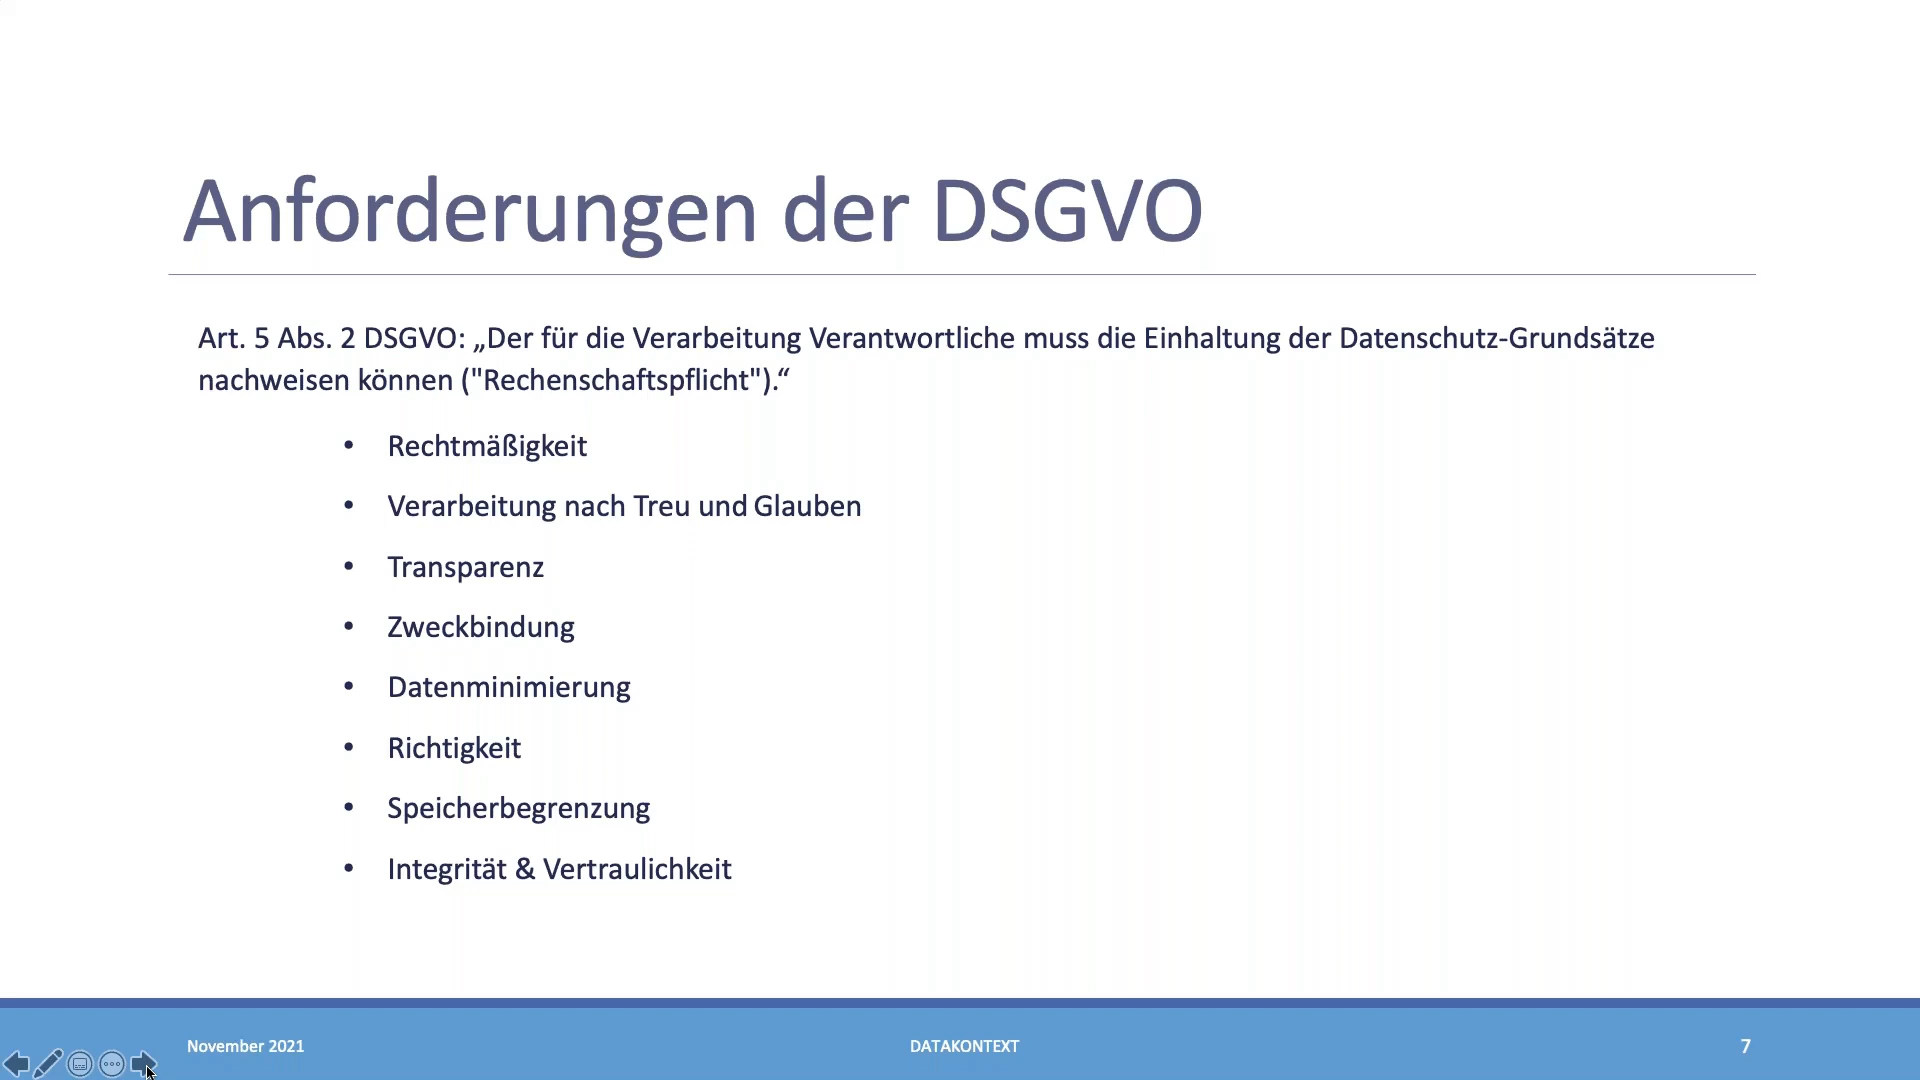 Anforderungen der DSGVO
Art. 5 Abs. 2 DSGVO: „Der für die Verarbeitung Verantwortliche muss die Einhaltung der Datenschutz-Grundsätze
nachweisen können ("Rechenschaftspflicht").“
• Rechtmäßigkeit
• Verarbeitung nach Treu und Glauben
• Transparenz
• Zweckbindung
• Datenminimierung
• Richtigkeit
• Speicherbegrenzung
• Integrität & Vertraulichkeit
November 2021
DATAKONTEXT
7